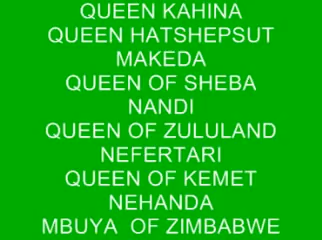 QUEEN KAHINA
QUEEN HATSHEPSUT
MAKEDA
QUEEN OF SHEBA
NANDI
QUEEN OF ZULULAND
NEFERTARI
QUEEN OF KEMET
NEHANDA
MBUYA OF ZIMBABWE